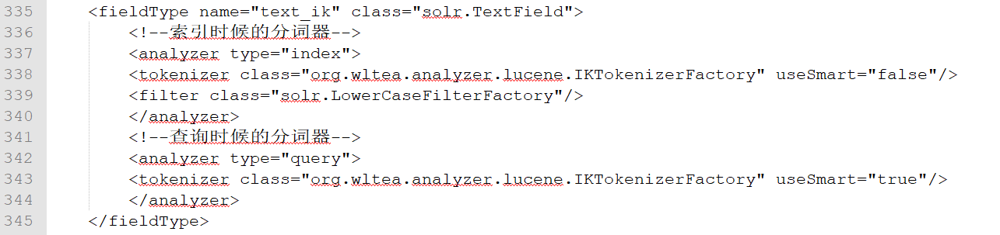 335 <fieldType name="text_ik" class="solr.TextField">
336 <!--索引时候的分词器-->
337 <analyzer type="index">
338 <tokenizer class="org.wltea.analyzer.lucene.IKTokenizerFactory" useSmart="false"/>
339 <filter class="solr.LowerCaseFilterFactory"/>
340 </analyzer>
341 <!--查询时候的分词器-->
342 <analyzer type="query">
343 <tokenizer class="org.wltea.analyzer.lucene.IKTokenizerFactory" useSmart="true"/>
344 </analyzer>
345 </fieldType>